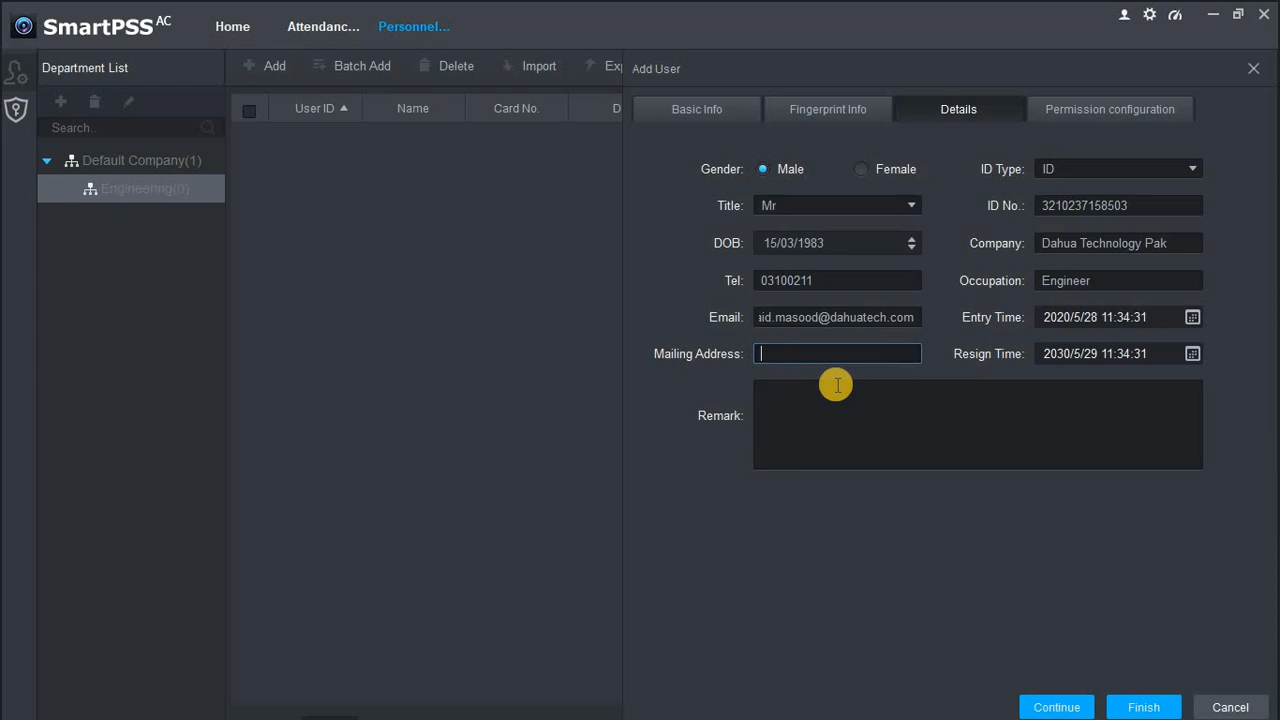 SmartPSS AC Home Attendanc... Personnel...
Department List
Add Batch Add Delete Import
Add User
Basic Info Fingerprint Info Details Permission configuration
User ID Name Card No. D
Search..
Default Company(1)
Engineering(0)
Gender: Male Female ID Type: ID
Title: Mr ID No.: 3210237158503
DOB: 15/03/1983 Company: Dahua Technology Pak
Tel: 03100211 Occupation: Engineer
Email: aid.masood@dahuatech.com Entry Time: 2020/5/28 11:34:31
Mailing Address: Resign Time: 2030/5/29 11:34:31
Remark:
Continue Finish Cancel